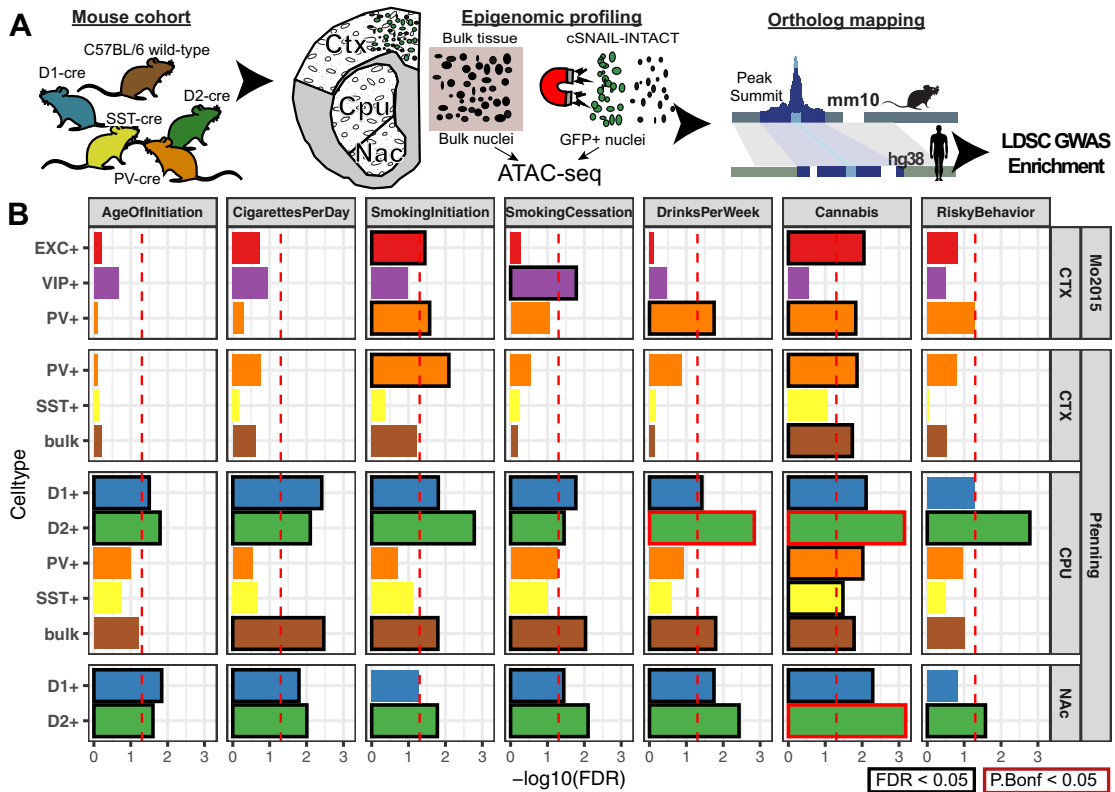 A
Mouse cohort
C57BL/6 wild-type
D1-cre
D2-cre
SST-cre
PV-cre
Ctx
Cpu
Nac
Epigenomic profiling
Bulk tissue
cSNAIL-INTACT
Bulk nuclei
GFP+ nuclei
ATAC-seq
Ortholog mapping
Peak
Summit
mm10
hg38
LDSC GWAS
Enrichment
B
AgeOfInitiation
CigarettesPerDay
SmokingInitiation
SmokingCessation
DrinksPerWeek
Cannabis
RiskyBehavior
Celltype
EXC+
VIP+
PV+
CTX
Mo2015
PV+
SST+
bulk
CTX
D1+
D2+
PV+
SST+
bulk
CPU
Pfenning
D1+
D2+
NAc
0 1 2 3
0 1 2 3
0 1 2 3
0 1 2 3
0 1 2 3
0 1 2 3
0 1 2 3
−log10(FDR)
FDR < 0.05
P.Bonf < 0.05